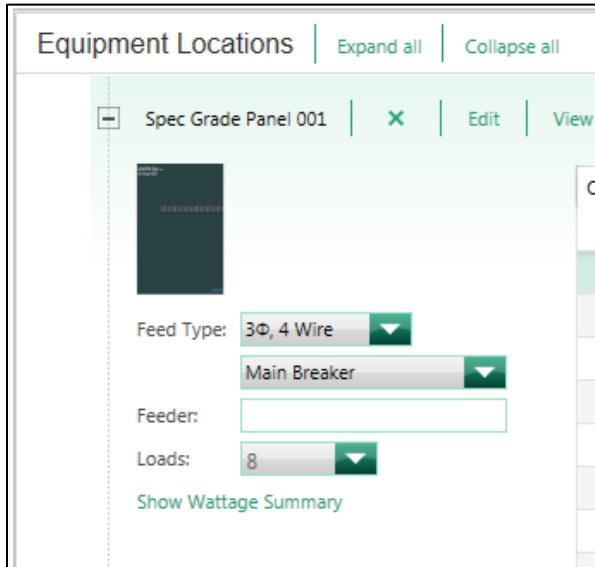 Equipment Locations Expand all Collapse all
Spec Grade Panel 001 × Edit View
Feed Type: 3Φ, 4 Wire
Main Breaker
Feeder:
Loads: 8
Show Wattage Summary